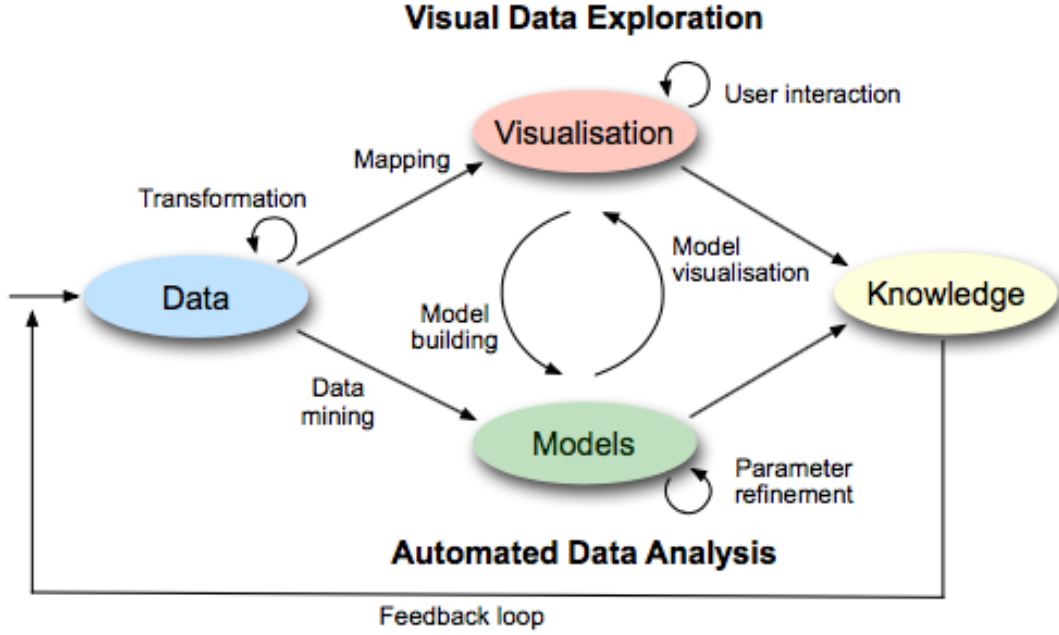 Visual Data Exploration
User interaction
Visualisation
Mapping
Transformation
Model
visualisation
Data
Knowledge
Model
building
Data
mining
Models
Parameter
refinement
Automated Data Analysis
Feedback loop